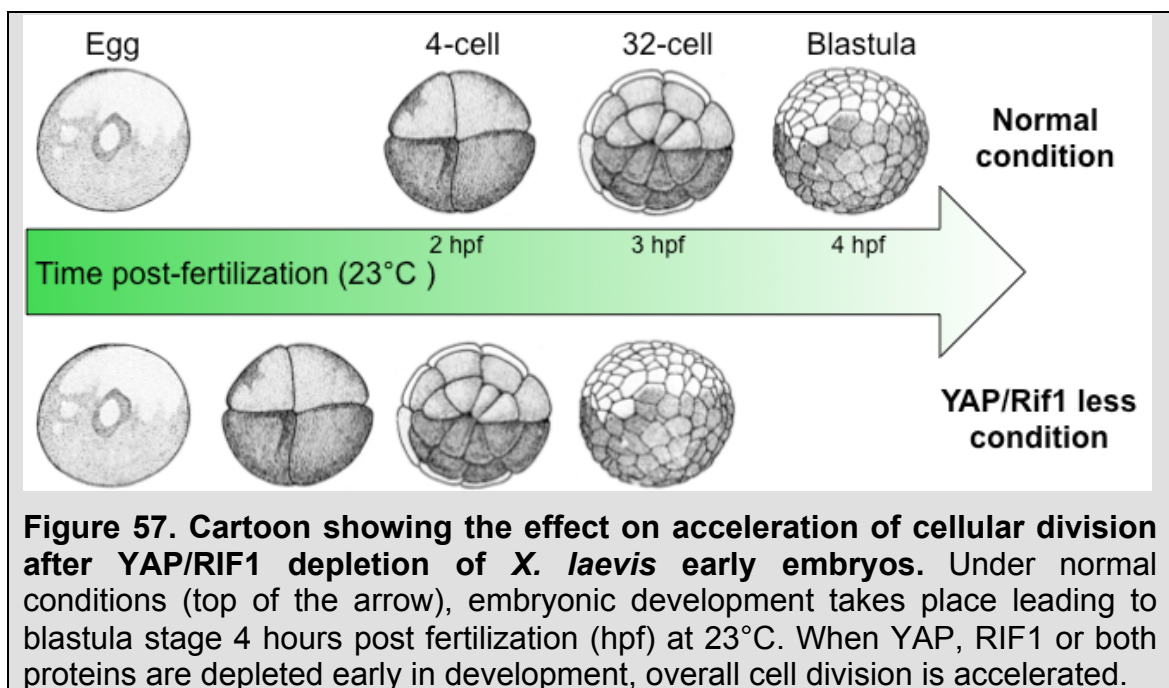 Egg 4-cell 32-cell Blastula
Normal
condition
2 hpf 3 hpf 4 hpf
Time post-fertilization (23°C )
YAP/Rif1 less
condition
Figure 57. Cartoon showing the effect on acceleration of cellular division
after YAP/RIF1 depletion of X. laevis early embryos. Under normal
conditions (top of the arrow), embryonic development takes place leading to
blastula stage 4 hours post fertilization (hpf) at 23°C. When YAP, RIF1 or both
proteins are depleted early in development, overall cell division is accelerated.